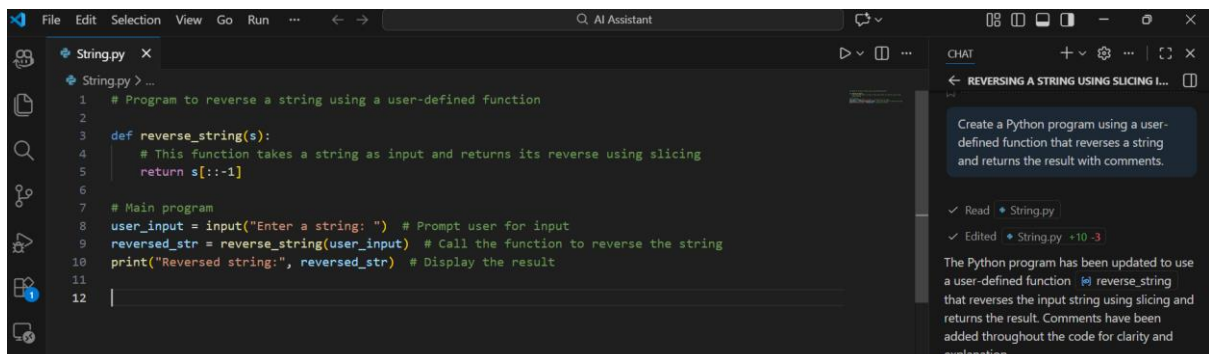 File Edit Selection View Go Run ··· ← → AI Assistant
String.py ×
String.py > ...
1 # Program to reverse a string using a user-defined function
2
3 def reverse_string(s):
4     # This function takes a string as input and returns its reverse using slicing
5     return s[::-1]
6
7 # Main program
8 user_input = input("Enter a string: ")  # Prompt user for input
9 reversed_str = reverse_string(user_input)  # Call the function to reverse the string
10 print("Reversed string:", reversed_str)  # Display the result
11
12
1
CHAT
← REVERSING A STRING USING SLICING I...
Create a Python program using a user-
defined function that reverses a string
and returns the result with comments.
✓ Read String.py
✓ Edited String.py +10 -3
The Python program has been updated to use
a user-defined function reverse_string
that reverses the input string using slicing and
returns the result. Comments have been
added throughout the code for clarity and